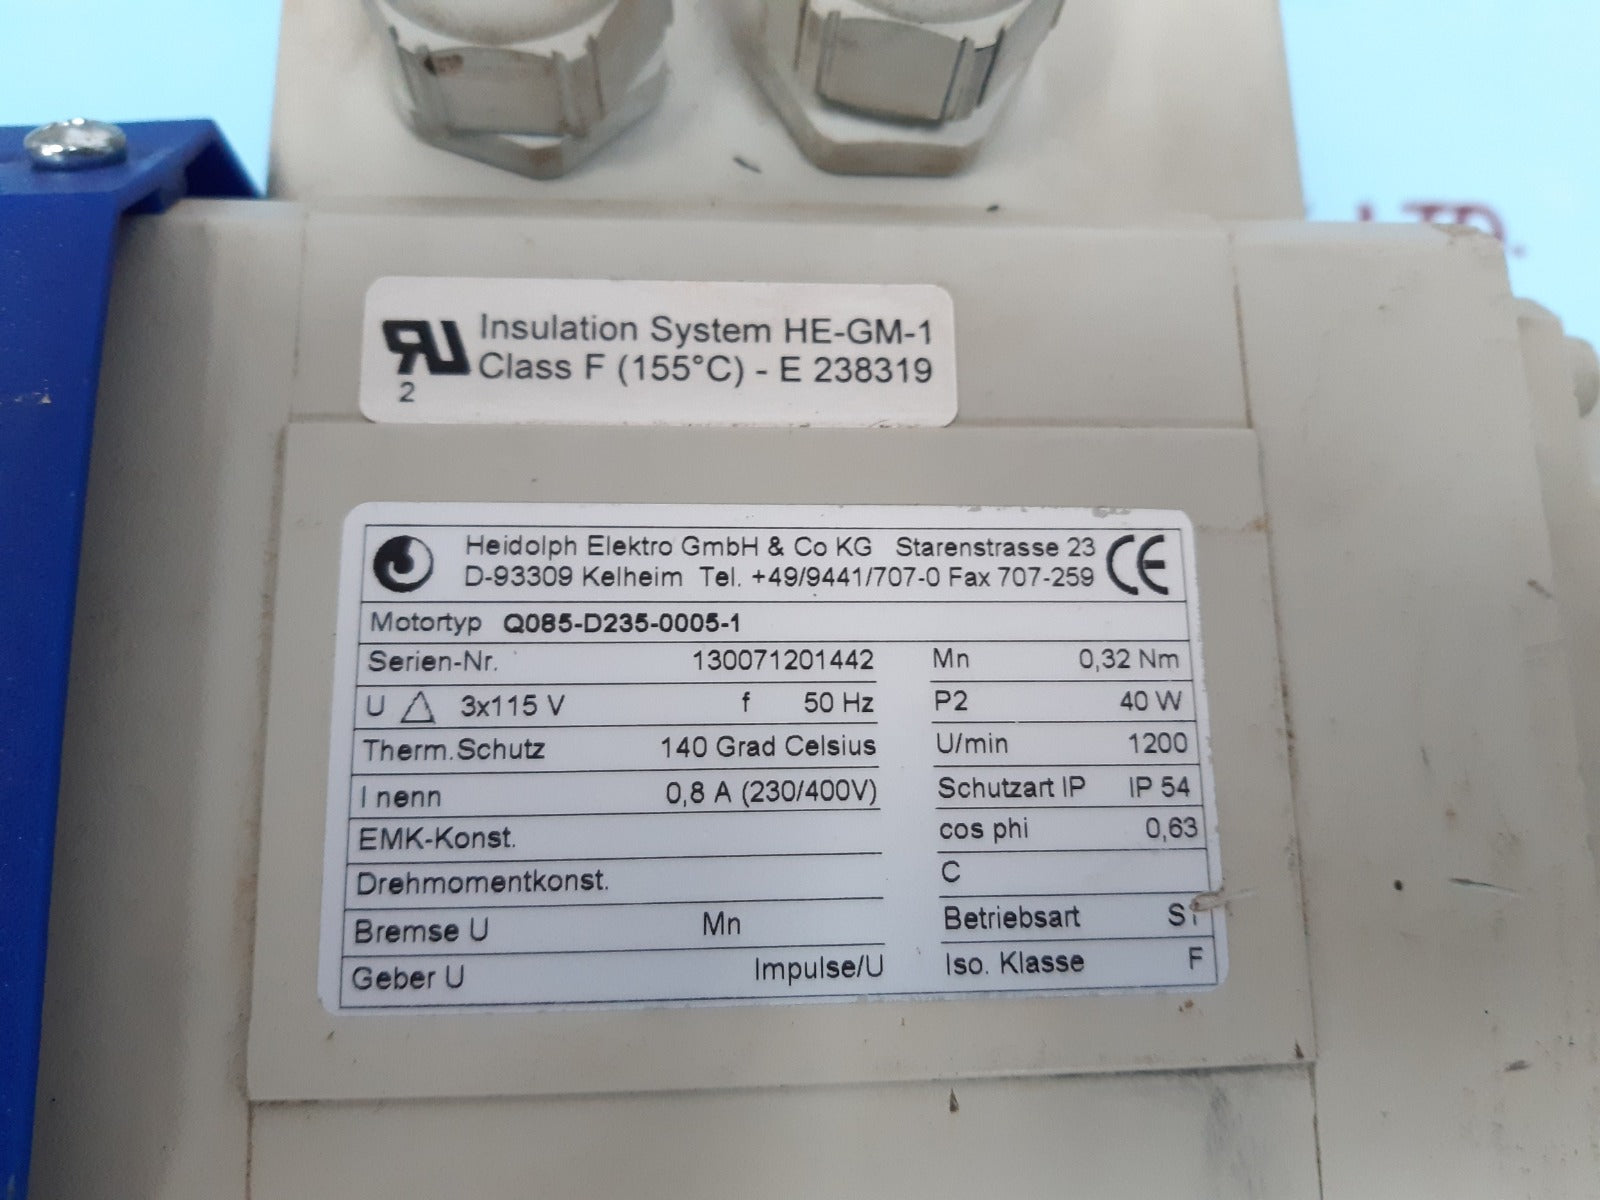 LTD.
Insulation System HE-GM-1
Class F (155°C) - E 238319
2
Heidolph Elektro GmbH & Co KG Starenstrasse 23
D-93309 Kelheim Tel. +49/9441/707-0 Fax 707-259
CE
Motortyp Q085-D235-0005-1
Serien-Nr. 130071201442 Mn 0,32 Nm
U △ 3x115 V f 50 Hz P2 40 W
Therm.Schutz 140 Grad Celsius U/min 1200
I nenn 0,8 A (230/400V) Schutzart IP IP 54
EMK-Konst. cos phi 0,63
Drehmomentkonst. C
Bremse U Mn Betriebsart S1
Geber U Impulse/U Iso. Klasse F